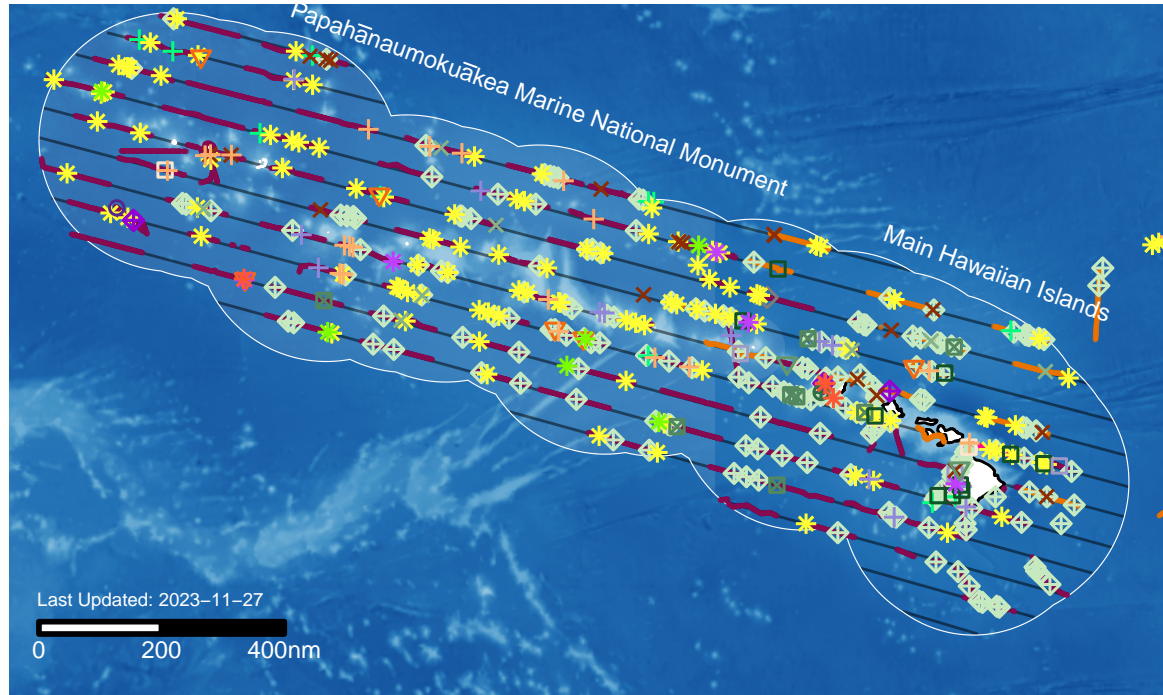 Papahānaumokuākea Marine National Monument
Main Hawaiian Islands
Last Updated: 2023–11–27
0 200 400nm